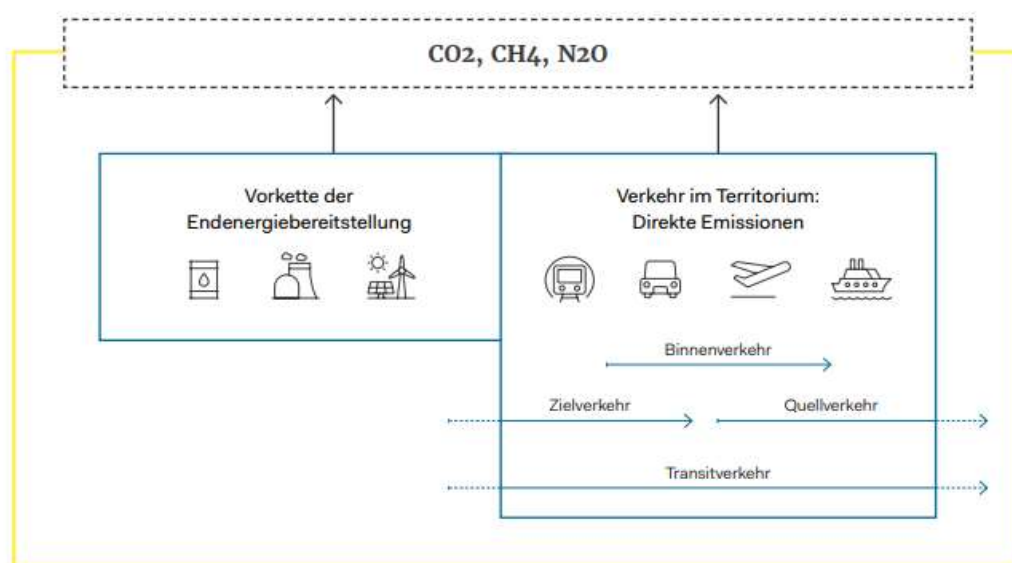 CO2, CH4, N2O
Vorkette der
Endenergiebereitstellung
Verkehr im Territorium:
Direkte Emissionen
Binnenverkehr
Zielverkehr
Quellverkehr
Transitverkehr